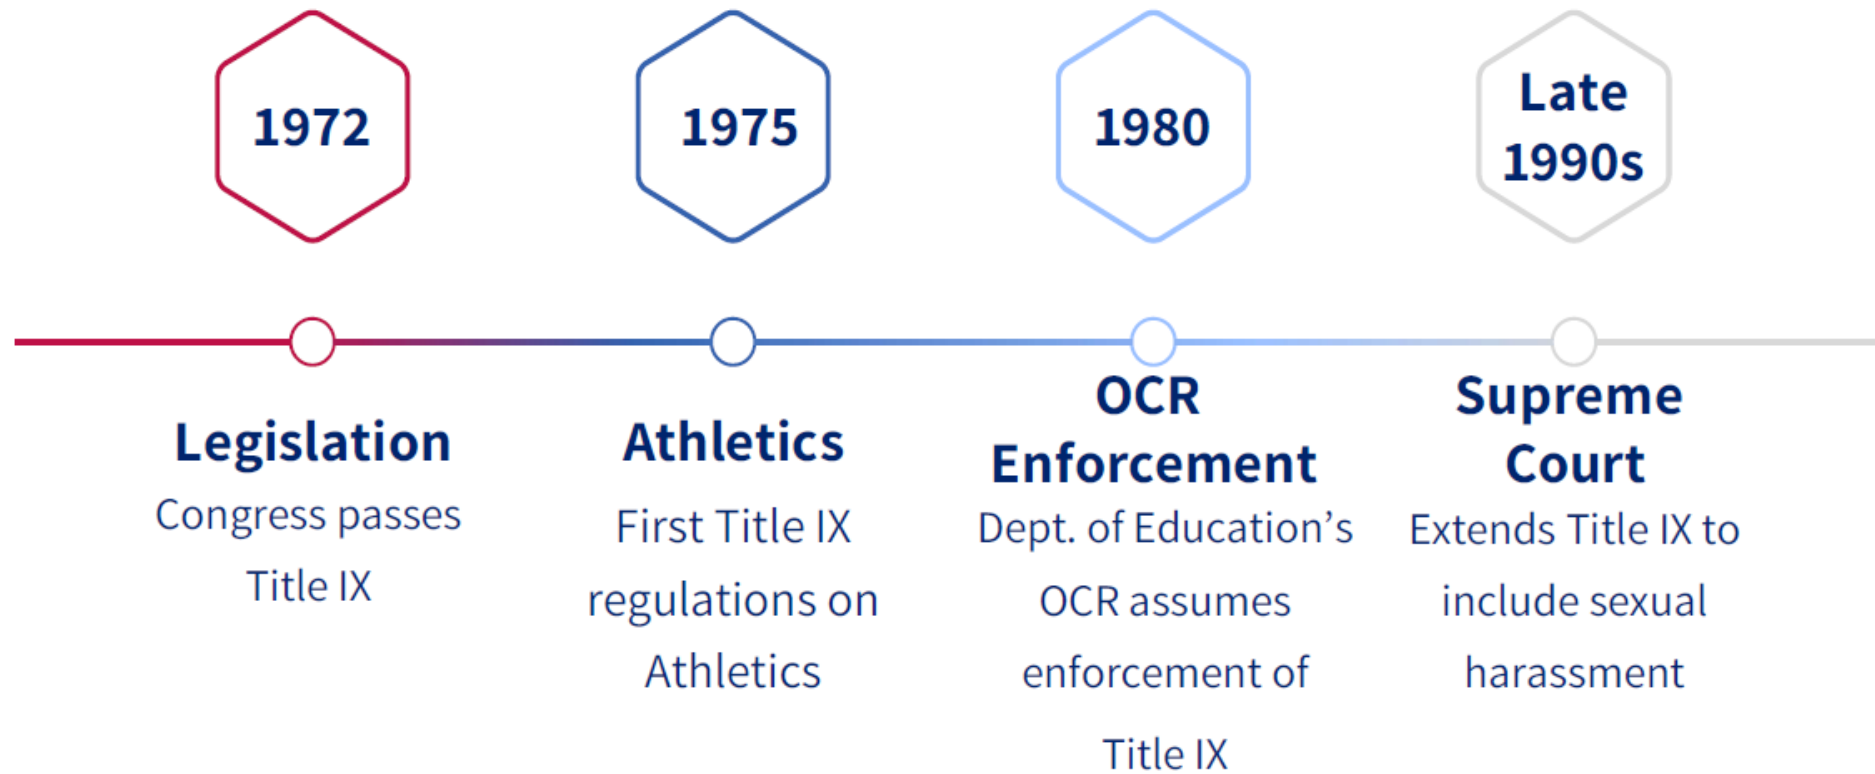 1972
Legislation
Congress passes
Title IX
1975
Athletics
First Title IX
regulations on
Athletics
1980
OCR
Enforcement
Dept. of Education’s
OCR assumes
enforcement of
Title IX
Late
1990s
Supreme
Court
Extends Title IX to
include sexual
harassment